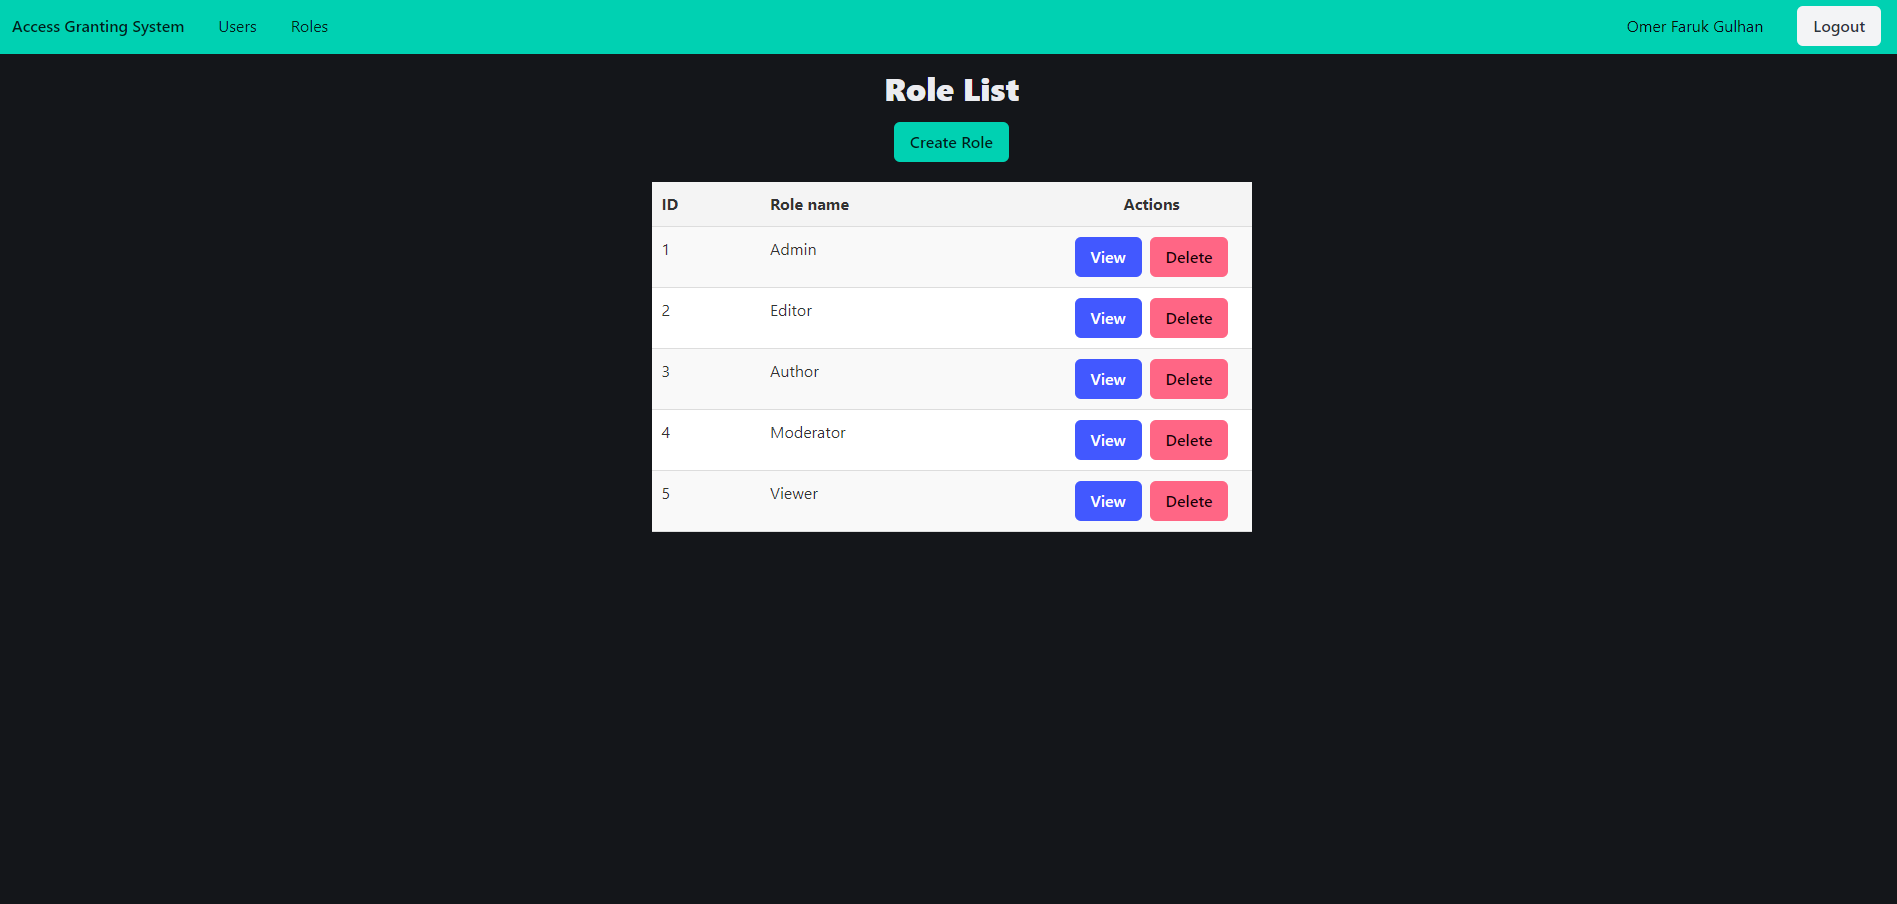 Access Granting System Users Roles Omer Faruk Gulhan Logout
Role List
Create Role
ID Role name Actions
1 Admin View Delete
2 Editor View Delete
3 Author View Delete
4 Moderator View Delete
5 Viewer View Delete